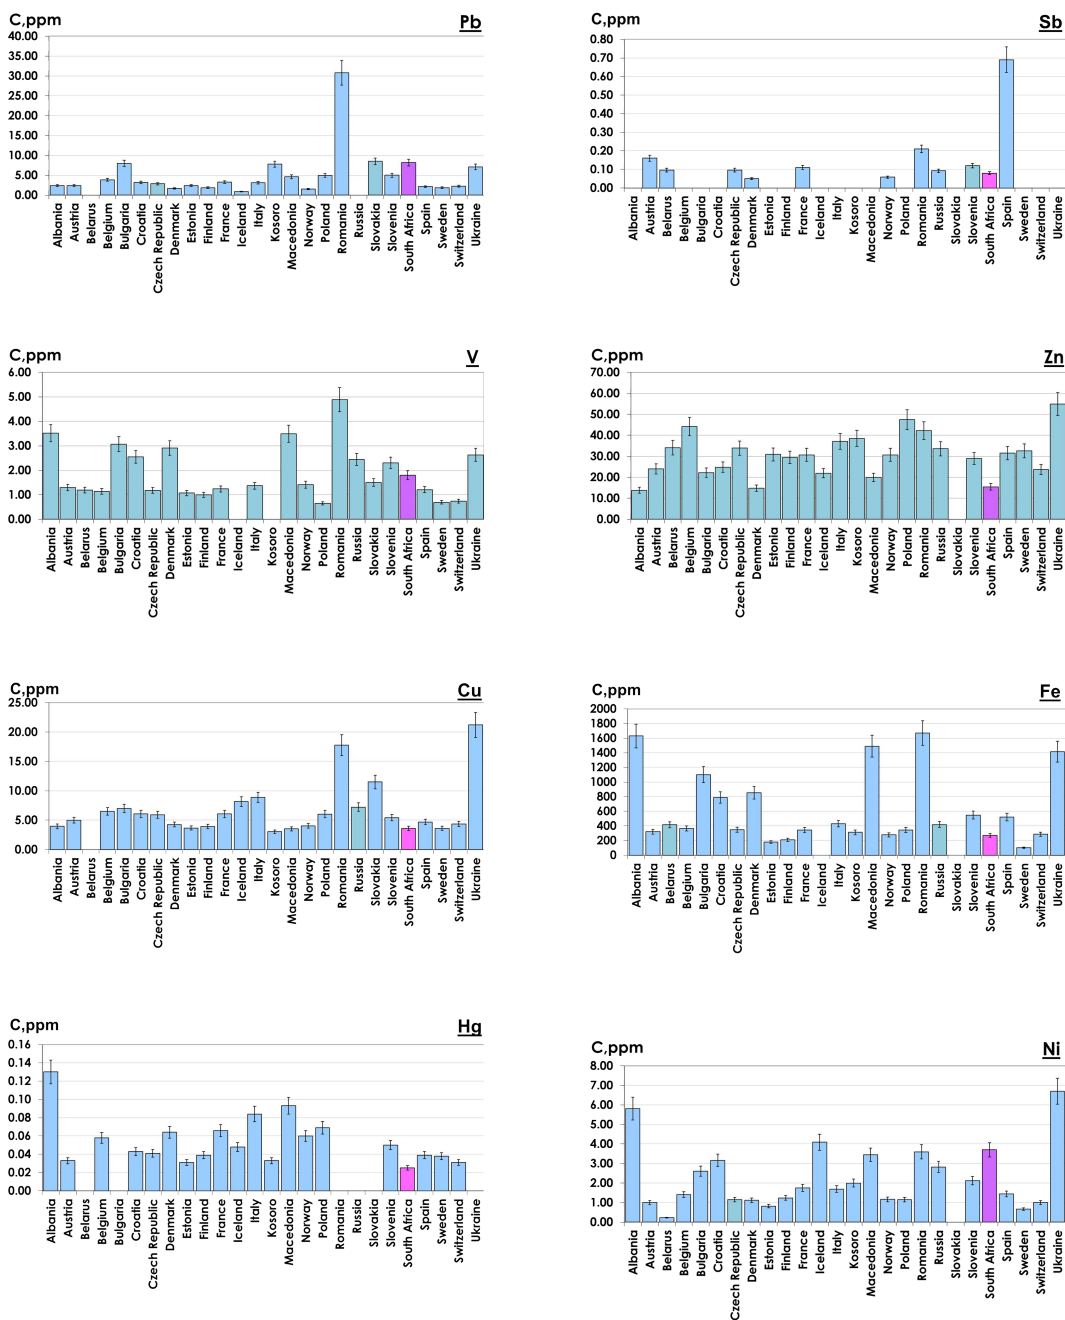 C,ppm Pb
40.00
35.00
30.00
25.00
20.00
15.00
10.00
5.00
0.00
Albania
Austria
Belarus
Belgium
Bulgaria
Croatia
Czech Republic
Denmark
Estonia
Finland
France
Iceland
Italy
Kosoro
Macedonia
Norway
Poland
Romania
Russia
Slovakia
Slovenia
South Africa
Spain
Sweden
Switzerland
Ukraine
C,ppm Sb
0.80
0.70
0.60
0.50
0.40
0.30
0.20
0.10
0.00
Albania
Austria
Belarus
Belgium
Bulgaria
Croatia
Czech Republic
Denmark
Estonia
Finland
France
Iceland
Italy
Kosoro
Macedonia
Norway
Poland
Romania
Russia
Slovakia
Slovenia
South Africa
Spain
Sweden
Switzerland
Ukraine
C,ppm V
6.00
5.00
4.00
3.00
2.00
1.00
0.00
Albania
Austria
Belarus
Belgium
Bulgaria
Croatia
Czech Republic
Denmark
Estonia
Finland
France
Iceland
Italy
Kosoro
Macedonia
Norway
Poland
Romania
Russia
Slovakia
Slovenia
South Africa
Spain
Sweden
Switzerland
Ukraine
C,ppm Zn
70.00
60.00
50.00
40.00
30.00
20.00
10.00
0.00
Albania
Austria
Belarus
Belgium
Bulgaria
Croatia
Czech Republic
Denmark
Estonia
Finland
France
Iceland
Italy
Kosoro
Macedonia
Norway
Poland
Romania
Russia
Slovakia
Slovenia
South Africa
Spain
Sweden
Switzerland
Ukraine
C,ppm Cu
25.00
20.00
15.00
10.00
5.00
0.00
Albania
Austria
Belarus
Belgium
Bulgaria
Croatia
Czech Republic
Denmark
Estonia
Finland
France
Iceland
Italy
Kosoro
Macedonia
Norway
Poland
Romania
Russia
Slovakia
Slovenia
South Africa
Spain
Sweden
Switzerland
Ukraine
C,ppm Fe
2000
1800
1600
1400
1200
1000
800
600
400
200
0
Albania
Austria
Belarus
Belgium
Bulgaria
Croatia
Czech Republic
Denmark
Estonia
Finland
France
Iceland
Italy
Kosoro
Macedonia
Norway
Poland
Romania
Russia
Slovakia
Slovenia
South Africa
Spain
Sweden
Switzerland
Ukraine
C,ppm Hg
0.16
0.14
0.12
0.10
0.08
0.06
0.04
0.02
0.00
Albania
Austria
Belarus
Belgium
Bulgaria
Croatia
Czech Republic
Denmark
Estonia
Finland
France
Iceland
Italy
Kosoro
Macedonia
Norway
Poland
Romania
Russia
Slovakia
Slovenia
South Africa
Spain
Sweden
Switzerland
Ukraine
C,ppm Ni
8.00
7.00
6.00
5.00
4.00
3.00
2.00
1.00
0.00
Albania
Austria
Belarus
Belgium
Bulgaria
Croatia
Czech Republic
Denmark
Estonia
Finland
France
Iceland
Italy
Kosoro
Macedonia
Norway
Poland
Romania
Russia
Slovakia
Slovenia
South Africa
Spain
Sweden
Switzerland
Ukraine